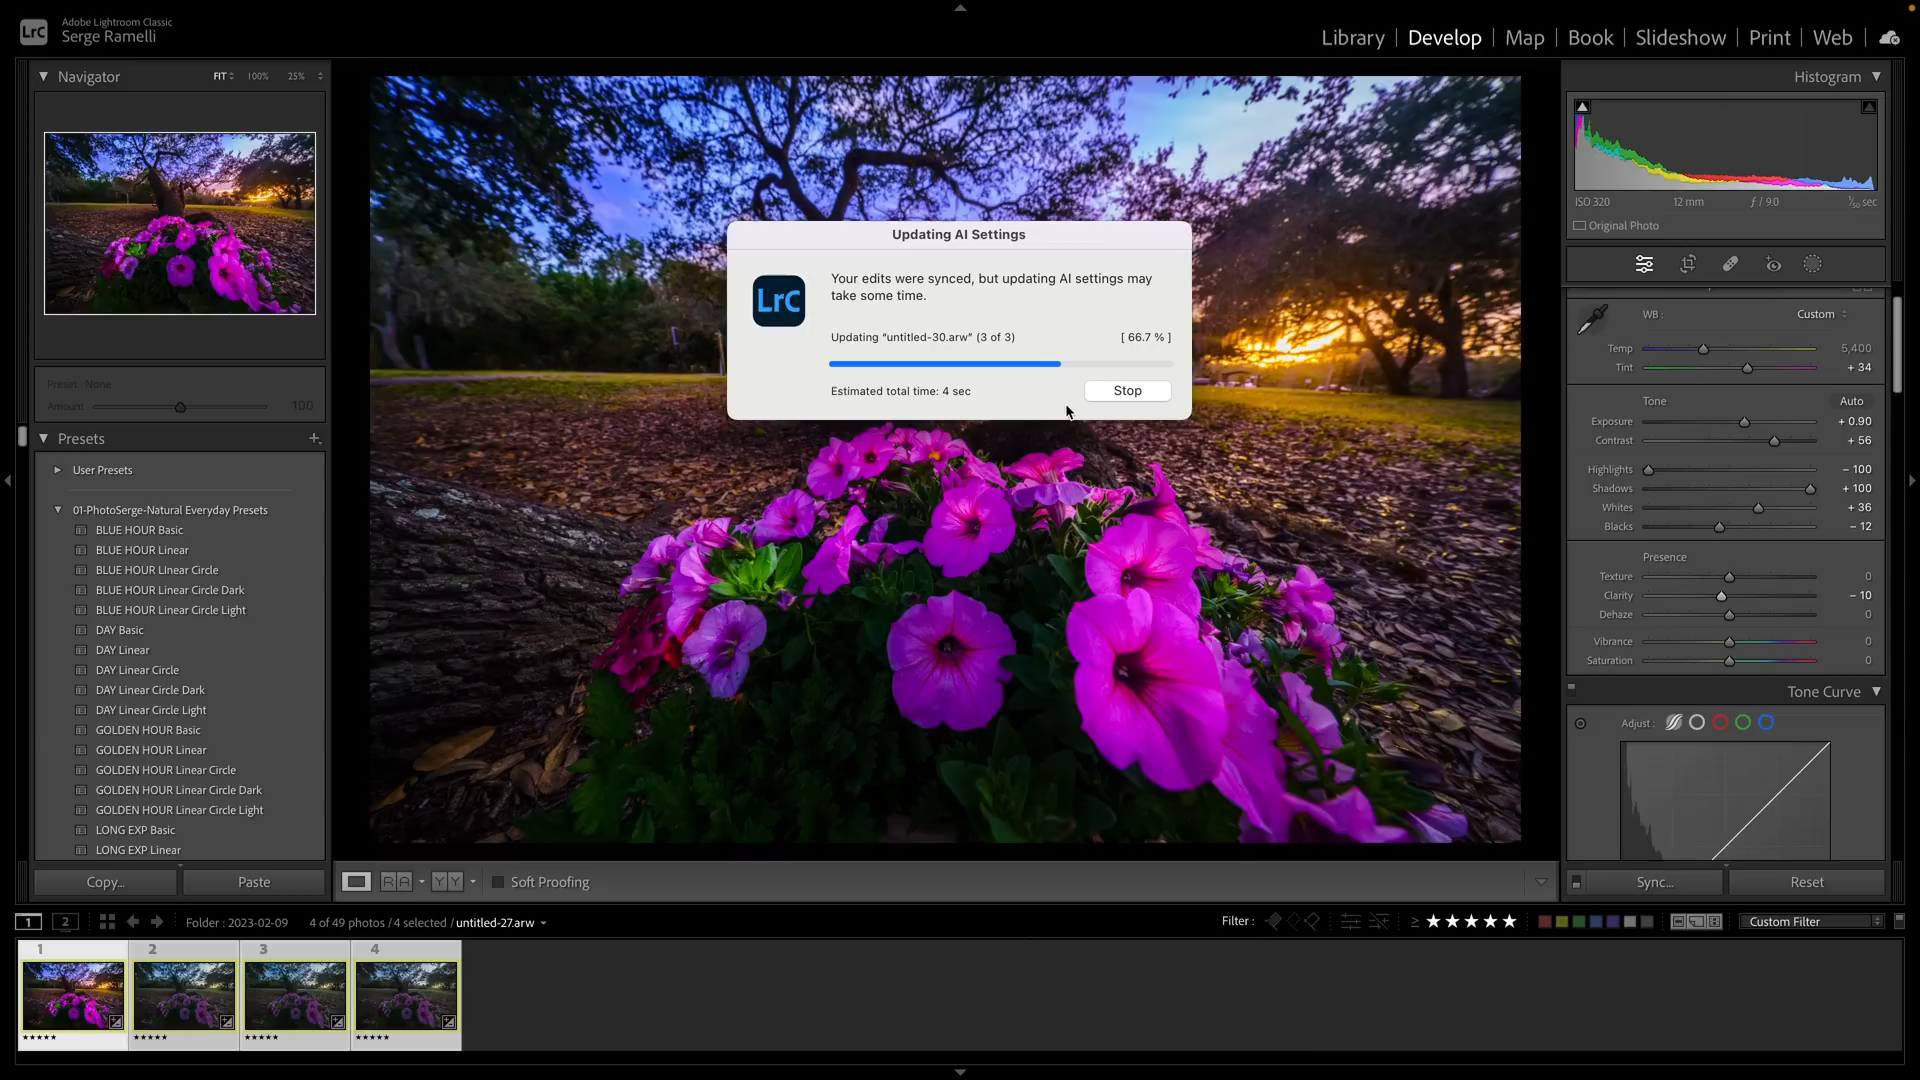 LrC
Adobe Lightroom Classic
Serge Ramelli
Library | Develop | Map | Book | Slideshow | Print | Web
Navigator FIT 100% 25%
Preset: None
Amount 100
Presets +
User Presets
01-PhotoSerge-Natural Everyday Presets
BLUE HOUR Basic
BLUE HOUR Linear
BLUE HOUR LInear Circle
BLUE HOUR Linear Circle Dark
BLUE HOUR Linear Circle Light
DAY Basic
DAY Linear
DAY Linear Circle
DAY Linear Circle Dark
DAY Linear Circle Light
GOLDEN HOUR Basic
GOLDEN HOUR Linear
GOLDEN HOUR Linear Circle
GOLDEN HOUR Linear Circle Dark
GOLDEN HOUR Linear Circle Light
LONG EXP Basic
LONG EXP Linear
Copy... Paste
Updating AI Settings
LrC
Your edits were synced, but updating AI settings may
take some time.
Updating “untitled-30.arw” (3 of 3) [ 66.7 % ]
Estimated total time: 4 sec Stop
R A Y Y Soft Proofing
Histogram
ISO 320 12 mm ƒ / 9.0 1/50 sec
Original Photo
WB : Custom
Temp 5,400
Tint + 34
Tone Auto
Exposure + 0.90
Contrast + 56
Highlights – 100
Shadows + 100
Whites + 36
Blacks – 12
Presence
Texture 0
Clarity – 10
Dehaze 0
Vibrance 0
Saturation 0
Tone Curve
Adjust :
Sync... Reset
1 2 Folder : 2023-02-09 4 of 49 photos / 4 selected / untitled-27.arw Filter : ≥ ★★★★★ Custom Filter
1 2 3 4
★★★★★ ★★★★★ ★★★★★ ★★★★★